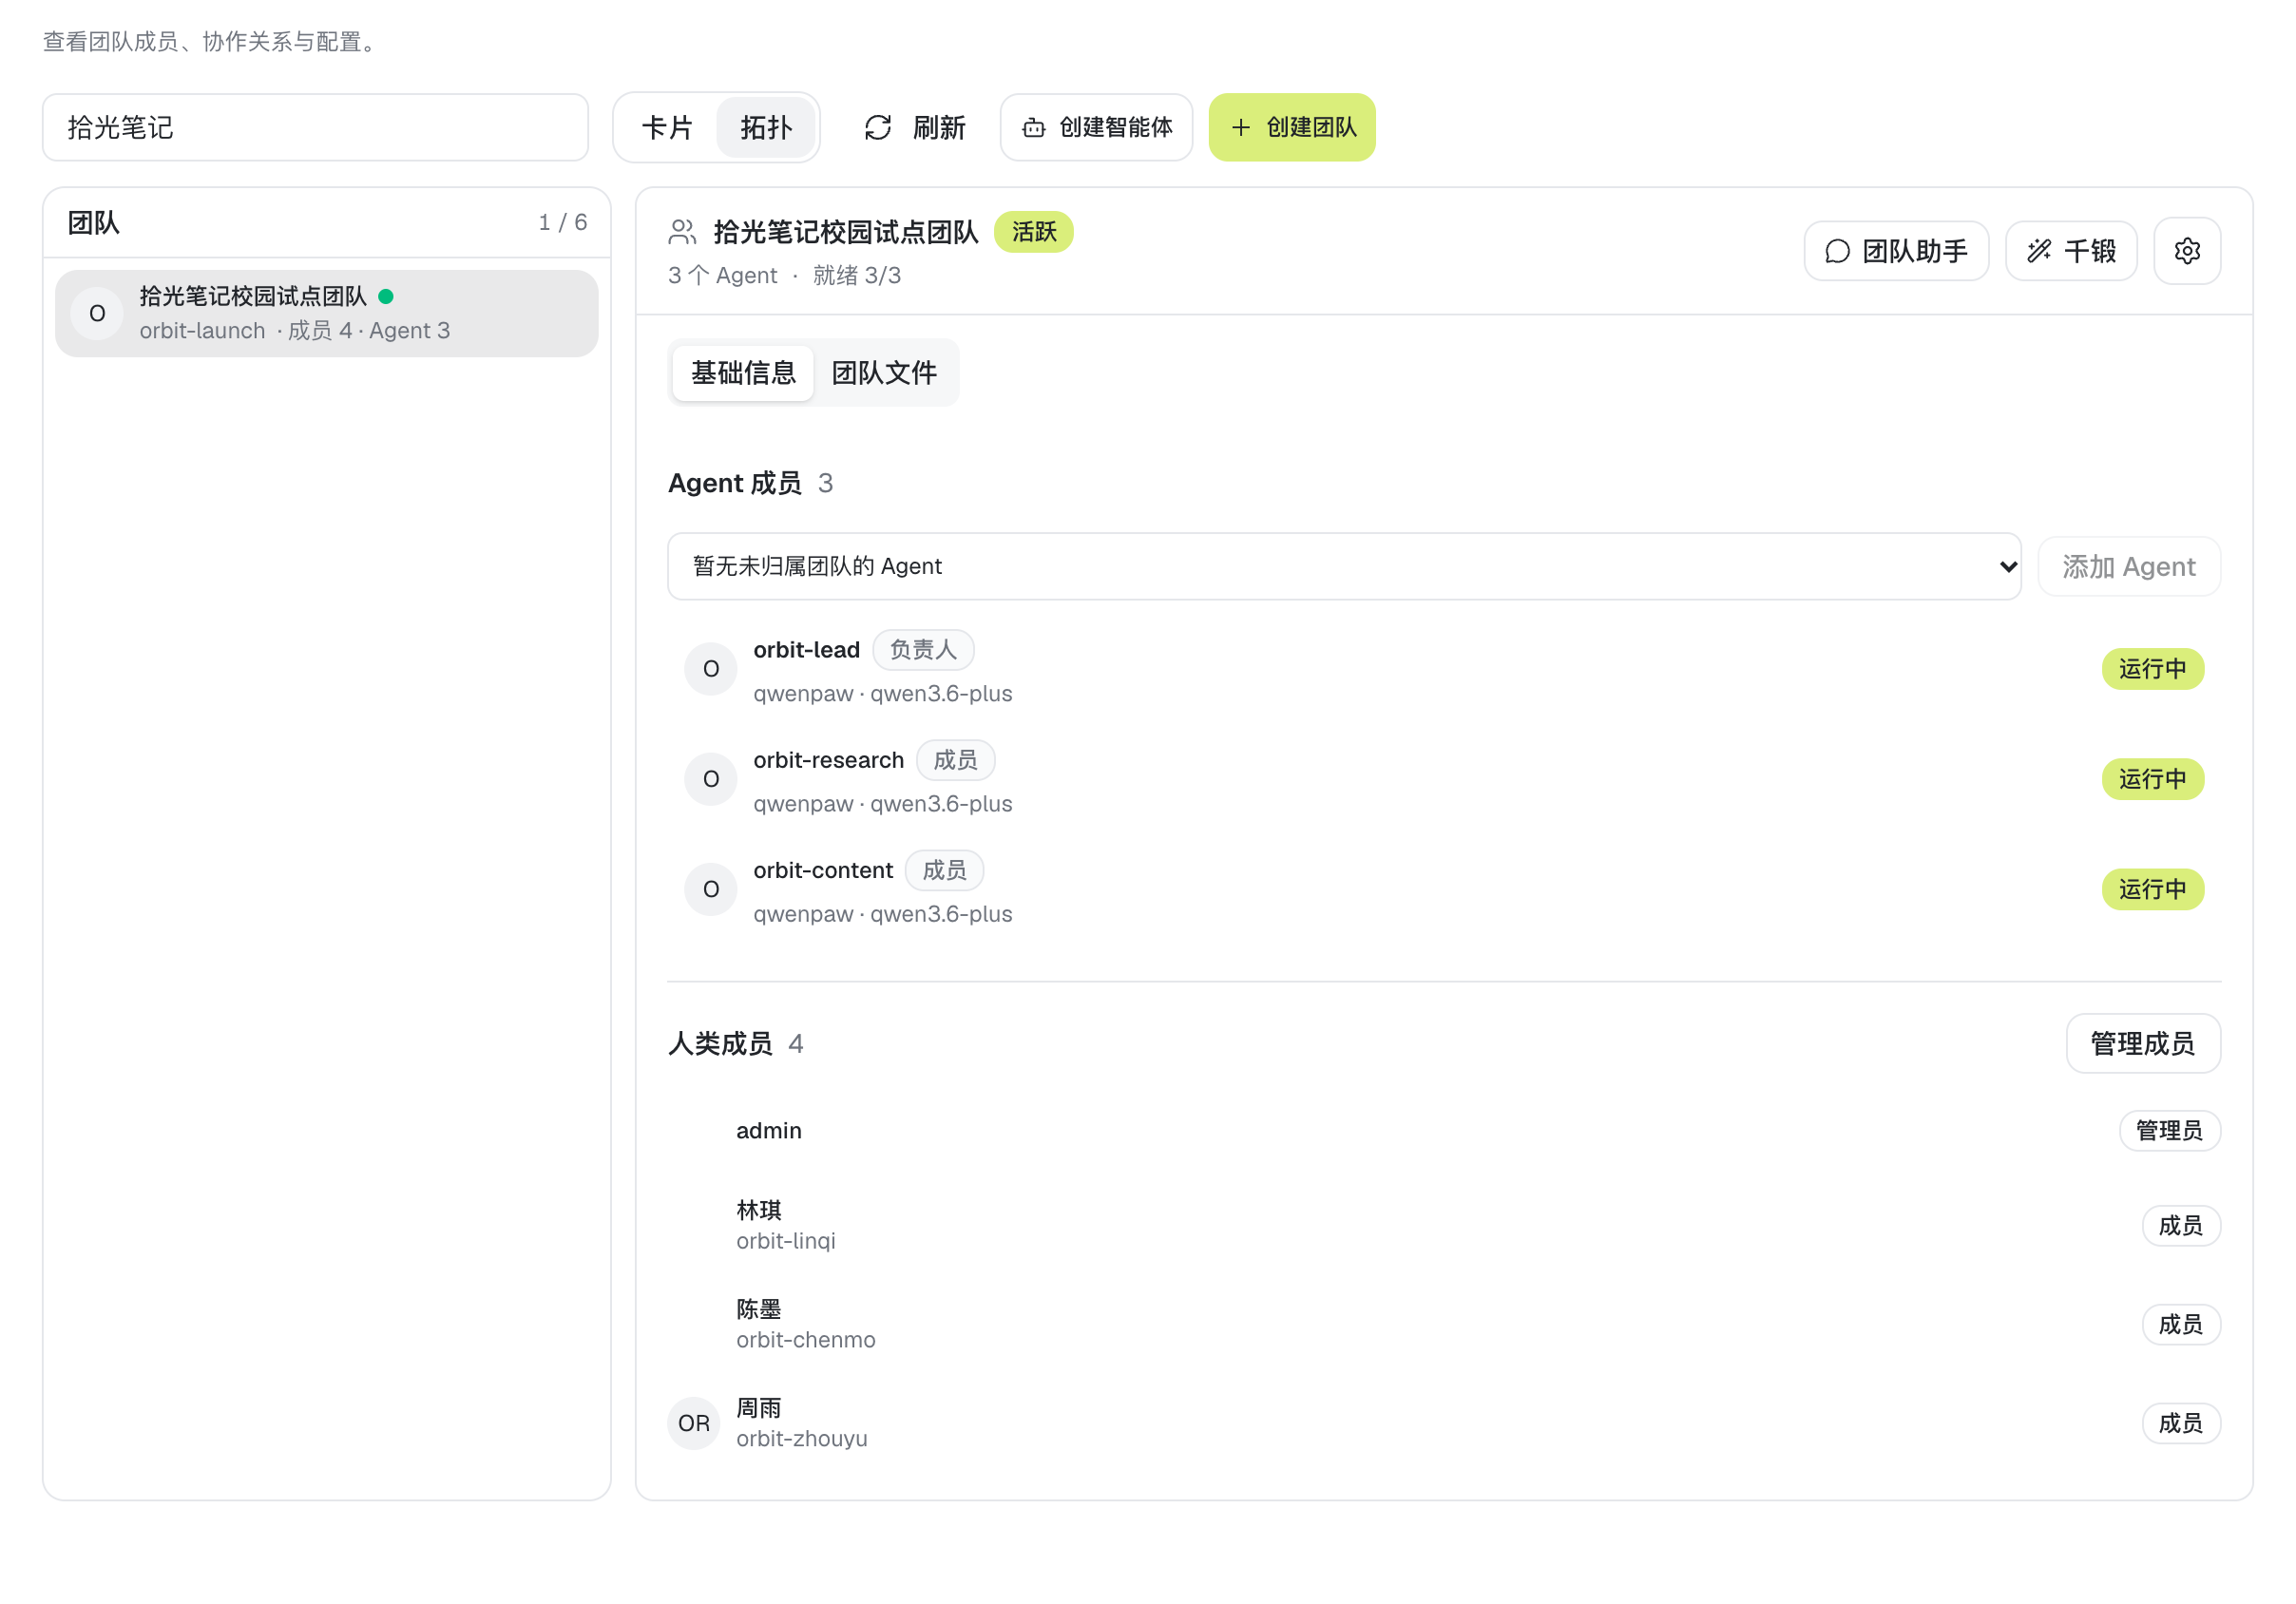 查看团队成员、协作关系与配置。
拾光笔记
卡片 拓扑 刷新 创建智能体 + 创建团队
团队 1 / 6
O 拾光笔记校园试点团队
orbit-launch · 成员 4 · Agent 3
拾光笔记校园试点团队 活跃
3 个 Agent · 就绪 3/3
团队助手 千锻
基础信息 团队文件
Agent 成员 3
暂无未归属团队的 Agent 添加 Agent
O orbit-lead 负责人 运行中
qwenpaw · qwen3.6-plus
O orbit-research 成员 运行中
qwenpaw · qwen3.6-plus
O orbit-content 成员 运行中
qwenpaw · qwen3.6-plus
人类成员 4 管理成员
admin 管理员
林琪 成员
orbit-linqi
陈墨 成员
orbit-chenmo
OR 周雨 成员
orbit-zhouyu